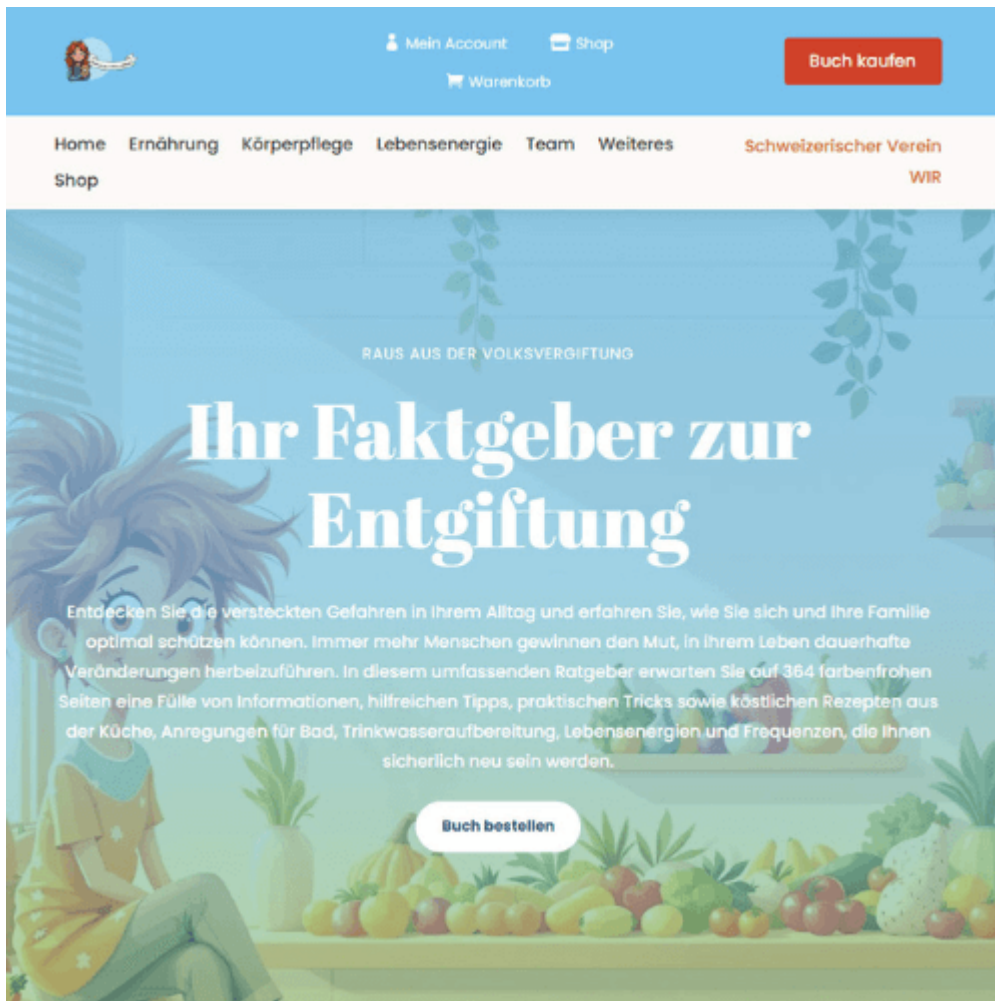 Mein Account
Shop
Warenkorb
Buch kaufen
Home Ernährung Körperpflege Lebensenergie Team Weiteres
Shop
Schweizerischer Verein
WIR
RAUS AUS DER VOLKSVERGIFTUNG
Ihr Faktgeber zur
Entgiftung
Entdecken Sie die versteckten Gefahren in Ihrem Alltag und erfahren Sie, wie Sie sich und Ihre Familie
optimal schützen können. Immer mehr Menschen gewinnen den Mut, in ihrem Leben dauerhafte
Veränderungen herbeizuführen. In diesem umfassenden Ratgeber erwarten Sie auf 364 farbenfrohen
Seiten eine Fülle von Informationen, hilfreichen Tipps, praktischen Tricks sowie köstlichen Rezepten aus
der Küche, Anregungen für Bad, Trinkwasseraufbereitung, Lebensenergien und Frequenzen, die Ihnen
sicherlich neu sein werden.
Buch bestellen